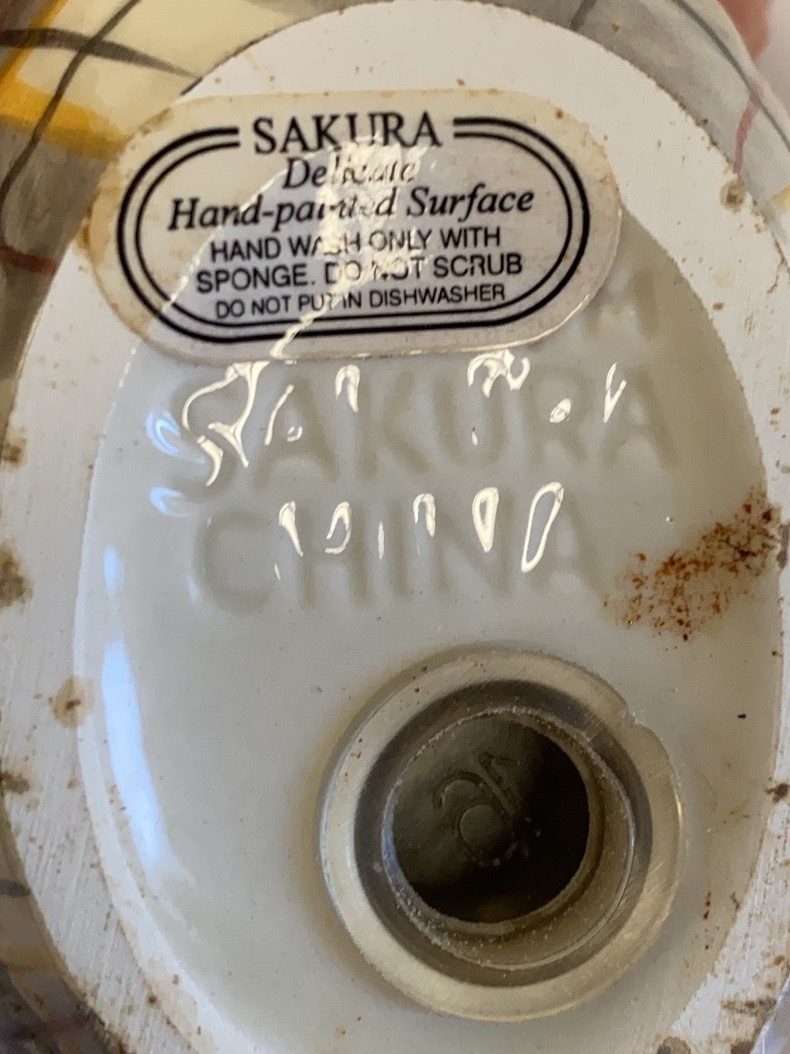 SAKURA
Delicate
Hand-painted Surface
HAND WASH ONLY WITH
SPONGE. DO NOT SCRUB
DO NOT PUT IN DISHWASHER
SAKURA
CHINA